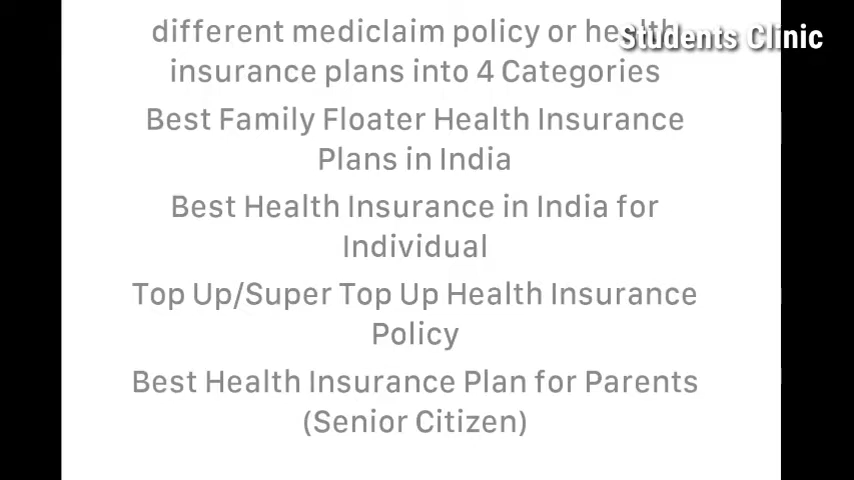 different mediclaim policy or health
Students Clinic
insurance plans into 4 Categories
Best Family Floater Health Insurance
Plans in India
Best Health Insurance in India for
Individual
Top Up/Super Top Up Health Insurance
Policy
Best Health Insurance Plan for Parents
(Senior Citizen)